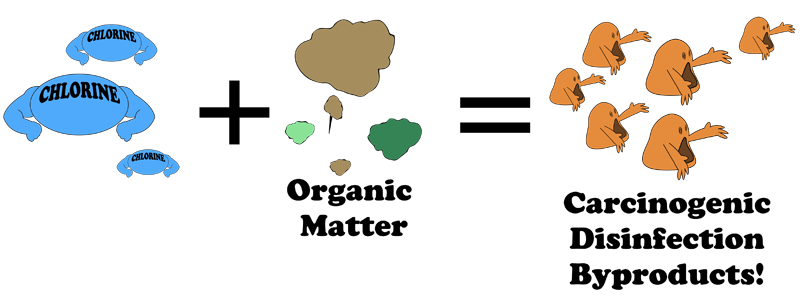 CHLORINE
CHLORINE
CHLORINE
+
=
Organic
Matter
Carcinogenic
Disinfection
Byproducts!